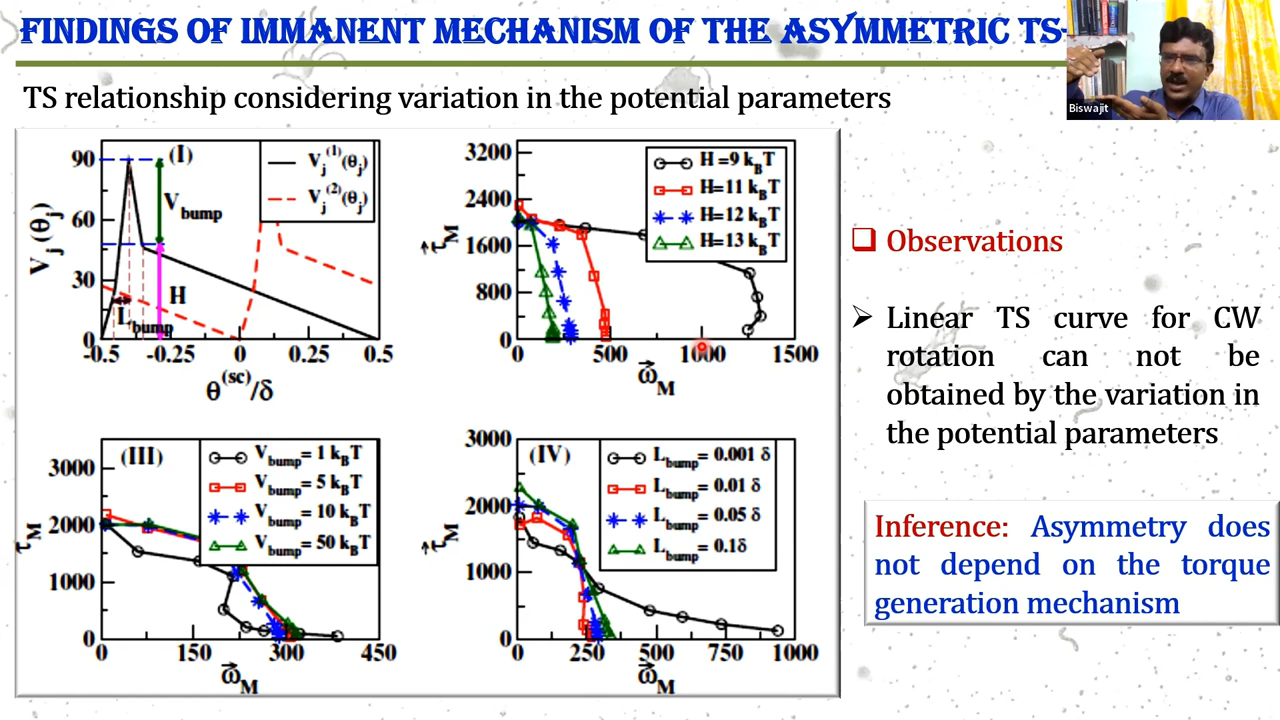 FINDINGS OF IMMANENT MECHANISM OF THE ASYMMETRIC TS-
Biswajit
TS relationship considering variation in the potential parameters
(I)
V_j^(1)(θ_j)
V_j^(2)(θ_j)
V_bump
H
L_bump
V_j(θ_j)
90
60
30
0
-0.5 -0.25 0 0.25 0.5
θ^(sc)/δ
H =9 k_BT
H=11 k_BT
H=12 k_BT
H=13 k_BT
τ_M
3200
2400
1600
800
0
0 500 1000 1500
ω_M
(III)
V_bump= 1 k_BT
V_bump= 5 k_BT
V_bump= 10 k_BT
V_bump= 50 k_BT
τ_M
3000
2000
1000
0
0 150 300 450
ω_M
(IV)
L_bump= 0.001 δ
L_bump= 0.01 δ
L_bump= 0.05 δ
L_bump= 0.1δ
τ_M
3000
2000
1000
0
0 250 500 750 1000
ω_M
Observations
Linear TS curve for CW
rotation can not be
obtained by the variation in
the potential parameters
Inference: Asymmetry does
not depend on the torque
generation mechanism